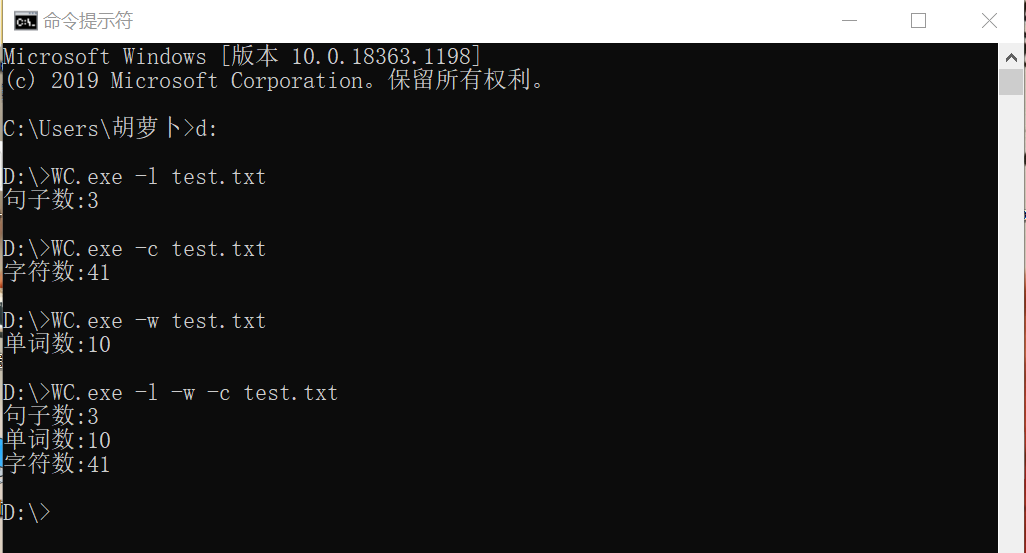 命令提示符
Microsoft Windows [版本 10.0.18363.1198]
(c) 2019 Microsoft Corporation。保留所有权利。
C:\Users\胡萝卜>d:
D:\>WC.exe -l test.txt
句子数:3
D:\>WC.exe -c test.txt
字符数:41
D:\>WC.exe -w test.txt
单词数:10
D:\>WC.exe -l -w -c test.txt
句子数:3
单词数:10
字符数:41
D:\>